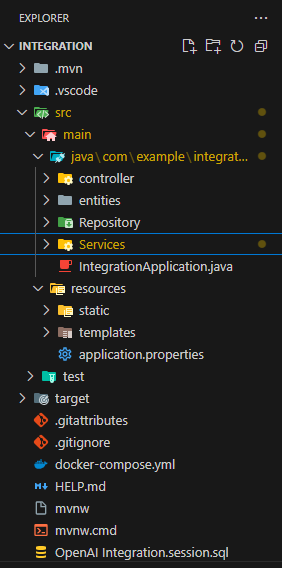 EXPLORER
INTEGRATION
.mvn
.vscode
src
main
java\com\example\integrat...
controller
entities
Repository
Services
IntegrationApplication.java
resources
static
templates
application.properties
test
target
.gitattributes
.gitignore
docker-compose.yml
HELP.md
mvnw
mvnw.cmd
OpenAI Integration.session.sql